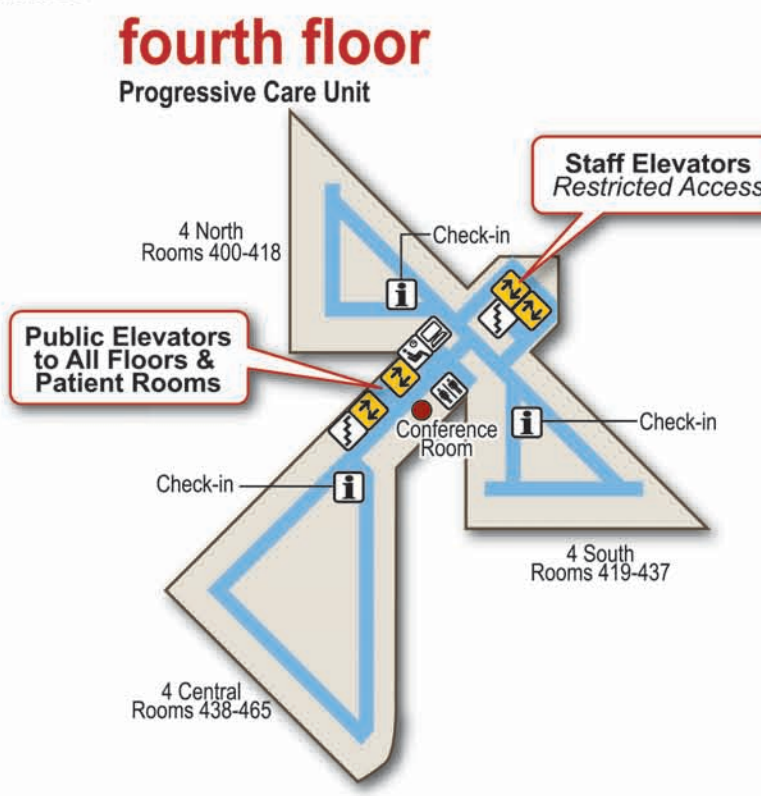 fourth floor
Progressive Care Unit
Staff Elevators
Restricted Access
4 North
Rooms 400-418
Check-in
Public Elevators
to All Floors &
Patient Rooms
Conference
Room
Check-in
Check-in
4 South
Rooms 419-437
4 Central
Rooms 438-465